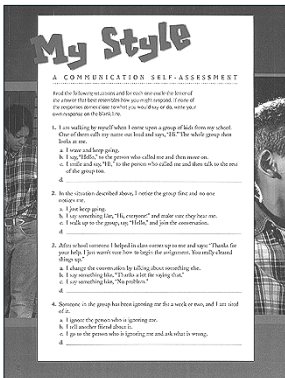 My Style
A COMMUNICATION SELF-ASSESSMENT
Read the following situations and for each one circle the letter of
the answer that best resembles how you might respond. If none of
the responses comes close to what you would say or do, write your
own response on the blank line.
1. I am walking by myself when I come upon a group of kids from my school.
One of them calls my name out loud and says, "Hi." The whole group then
looks at me.
a I wave and keep going.
b I say, "Hello," to the person who called me and then move on.
c I smile and say, "Hi," to the person who called me and then talk to the rest
of the group too.
d
2. In the situation described above, I notice the group first and no one
notices me.
a I just keep going.
b I say something like, "Hi, everyone!" and make sure they hear me.
c I walk up to the group, say, "Hello," and join the conversation.
d
3. After school someone I helped in class comes up to me and says: "Thanks for
your help. I just wasn't sure how to begin the assignment. You really cleared
things up."
a I change the conversation by talking about something else.
b I say something like, "Thanks a lot for saying that."
c I say something like, "No problem."
d
4. Someone in the group has been ignoring me for a week or two, and I am tired
of it.
a I ignore the person who is ignoring me.
b I tell another friend about it.
c I go to the person who is ignoring me and ask what is wrong.
d